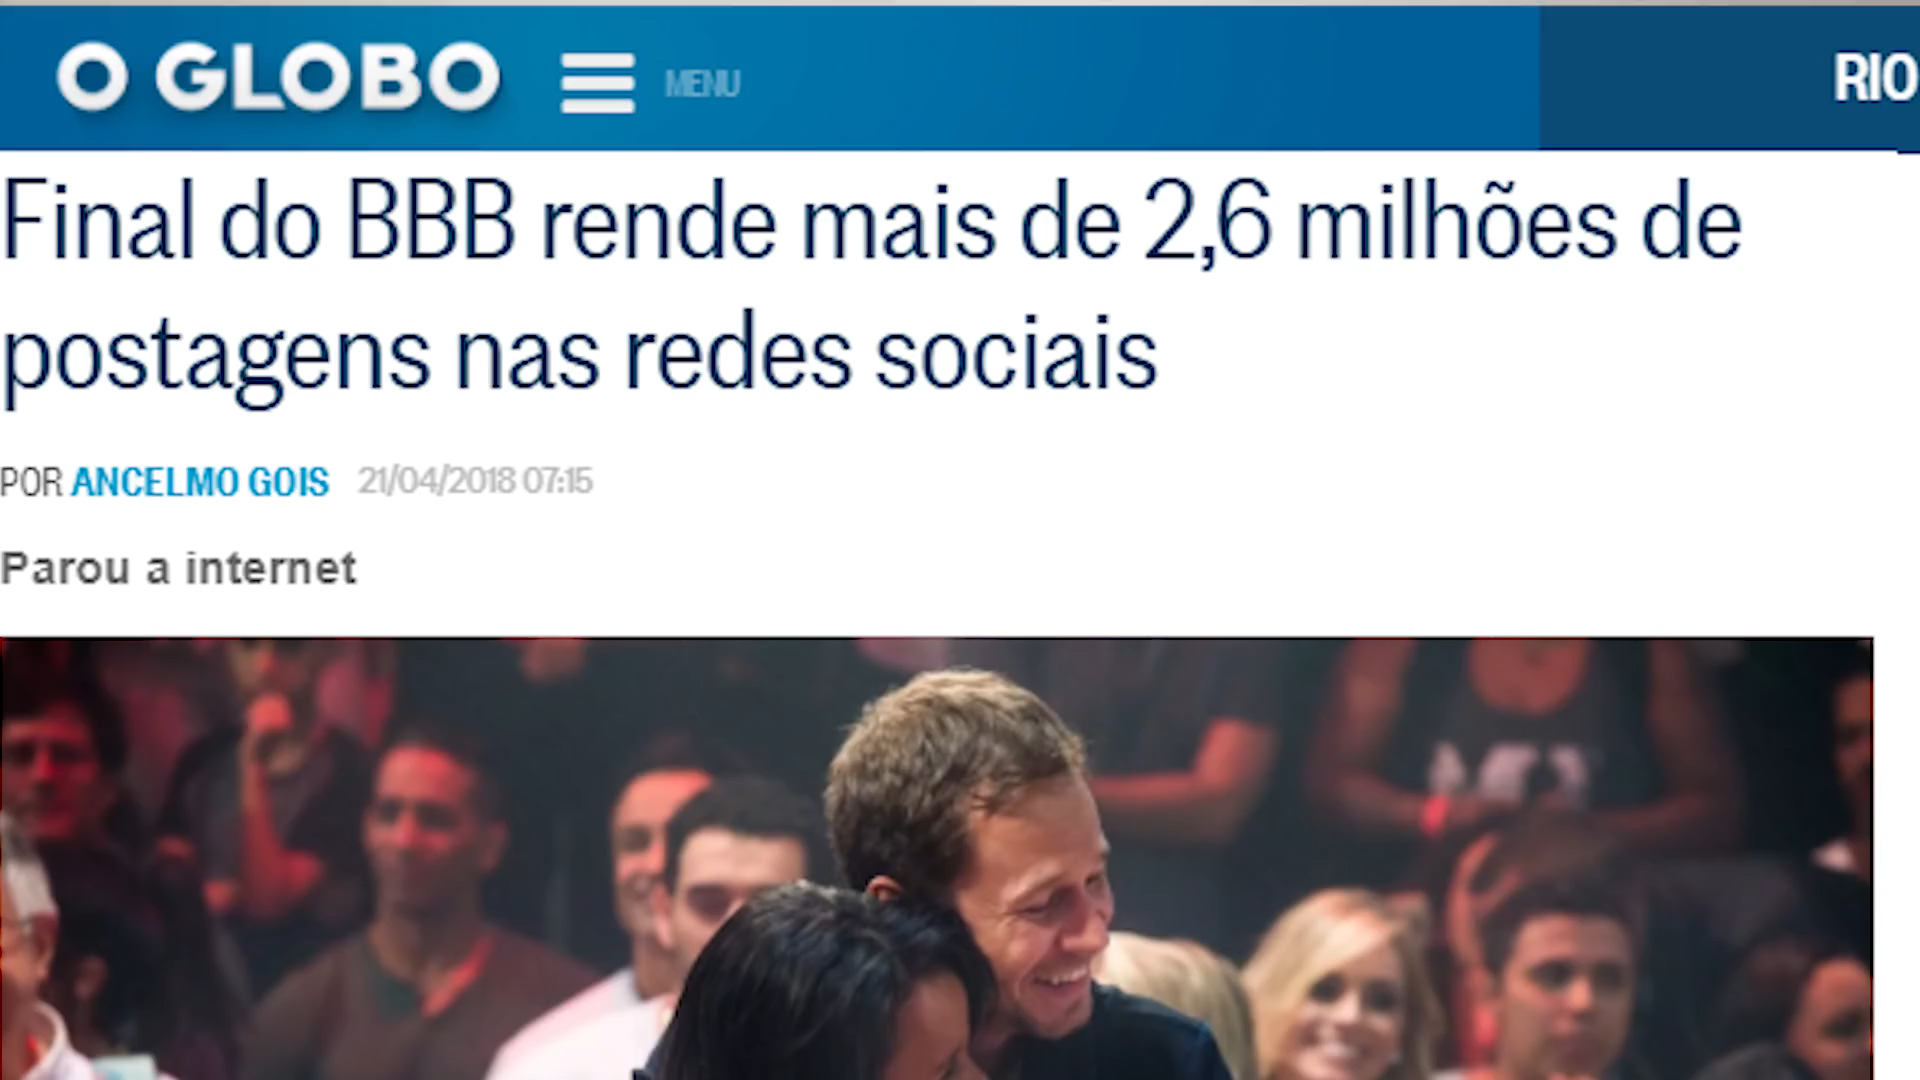 O GLOBO MENU RIO
Final do BBB rende mais de 2,6 milhões de
postagens nas redes sociais
POR ANCELMO GOIS 21/04/2018 07:15
Parou a internet